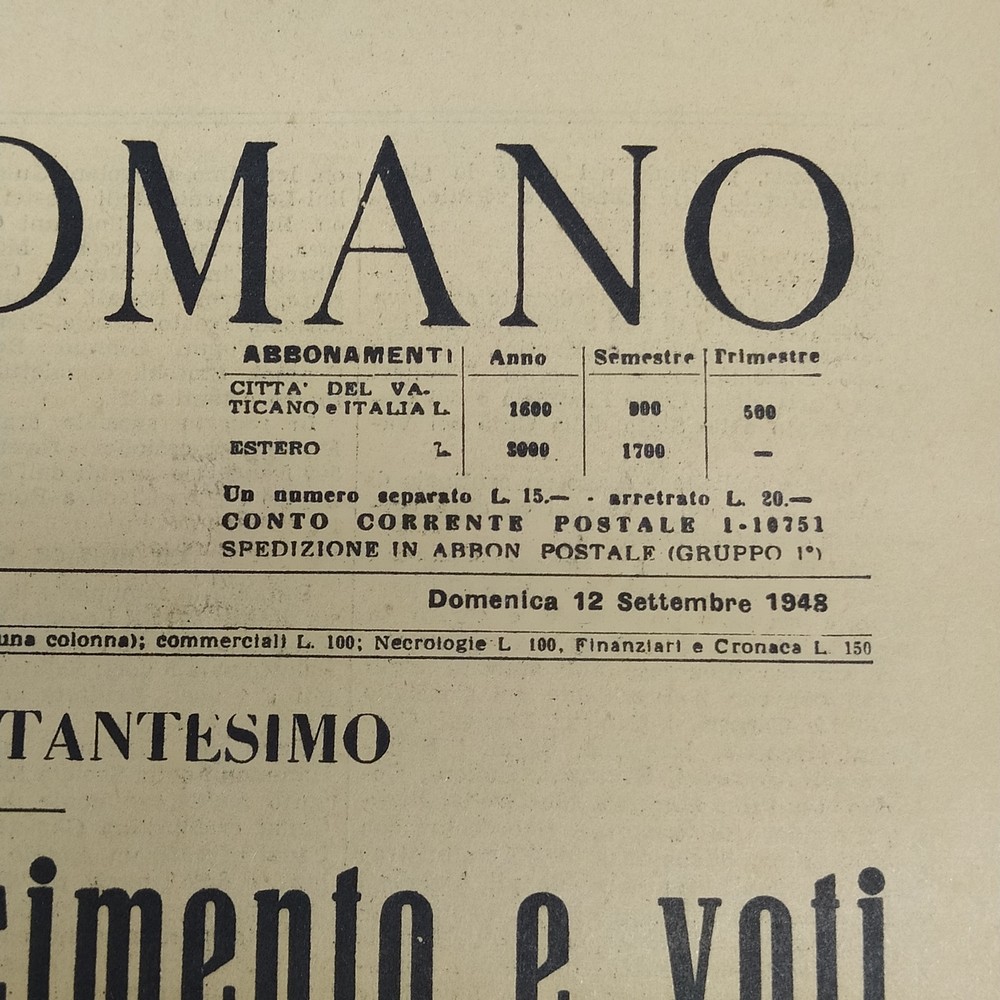 OMANO
ABBONAMENTI Anno Semestre Trimestre
CITTA' DEL VA-
TICANO e ITALIA L. 1600 900 500
ESTERO L. 3000 1700 —
Un numero separato L. 15.— - arretrato L. 20.—
CONTO CORRENTE POSTALE 1-10751
SPEDIZIONE IN ABBON POSTALE (GRUPPO 1°)
Domenica 12 Settembre 1948
una colonna); commerciali L. 100; Necrologie L 100, Finanziari e Cronaca L. 150
TANTESIMO
cimento e voti